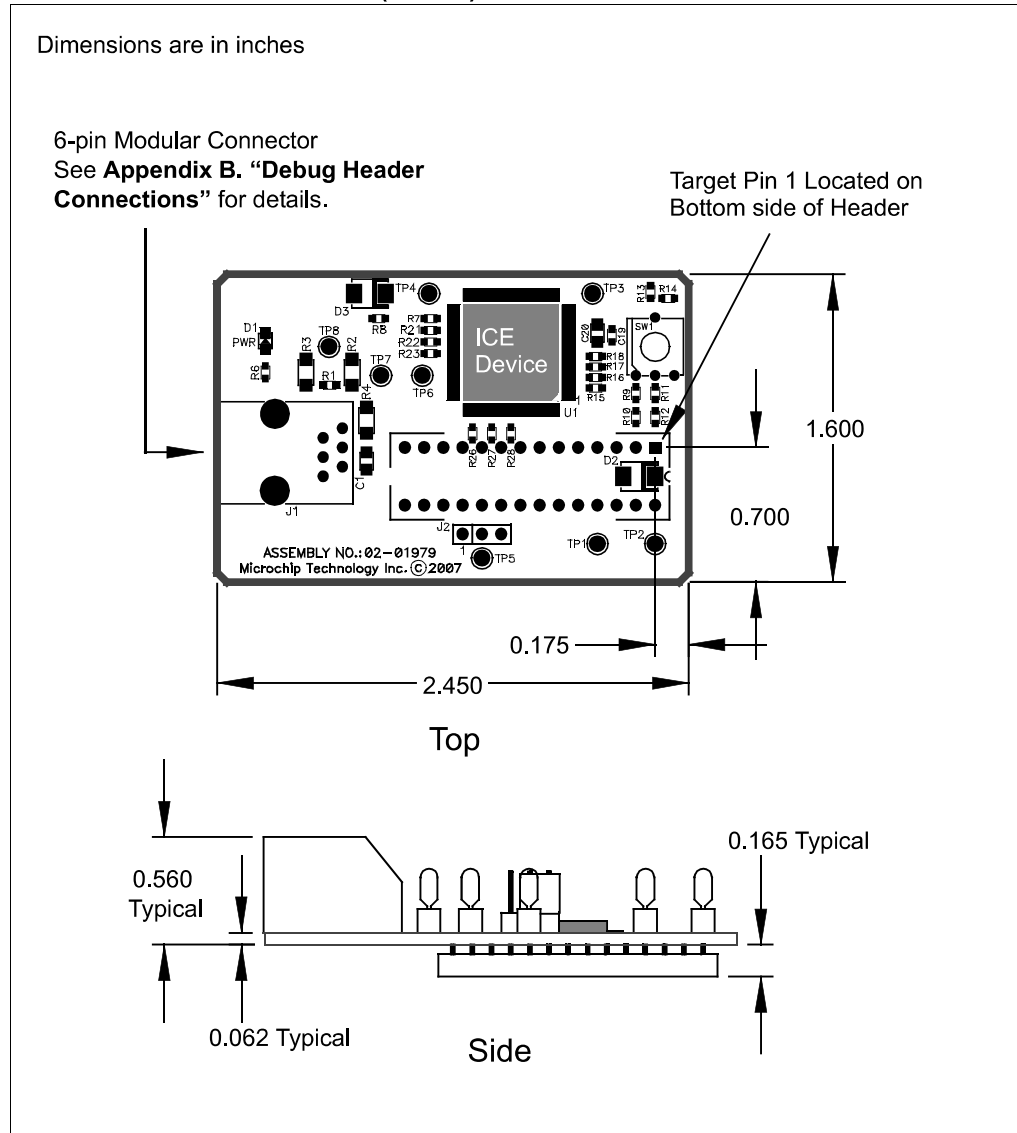 Dimensions are in inches
6-pin Modular Connector
See Appendix B. “Debug Header
Connections” for details.
Target Pin 1 Located on
Bottom side of Header
D3
TP4
TP3
R13
R14
D1
PWR
TP8
R3
R2
R8
R7
R21
R22
R23
ICE
Device
C20
C19
SW1
R18
R17
R16
R15
R6
R1
TP7
TP6
U1
1
R9
R11
R10
R12
R4
C1
R26
R27
R28
D2
J1
J2
1
TP5
TP1
TP2
ASSEMBLY NO.:02-01979
Microchip Technology Inc. ©2007
1.600
0.700
0.175
2.450
Top
0.560
Typical
0.165 Typical
0.062 Typical
Side